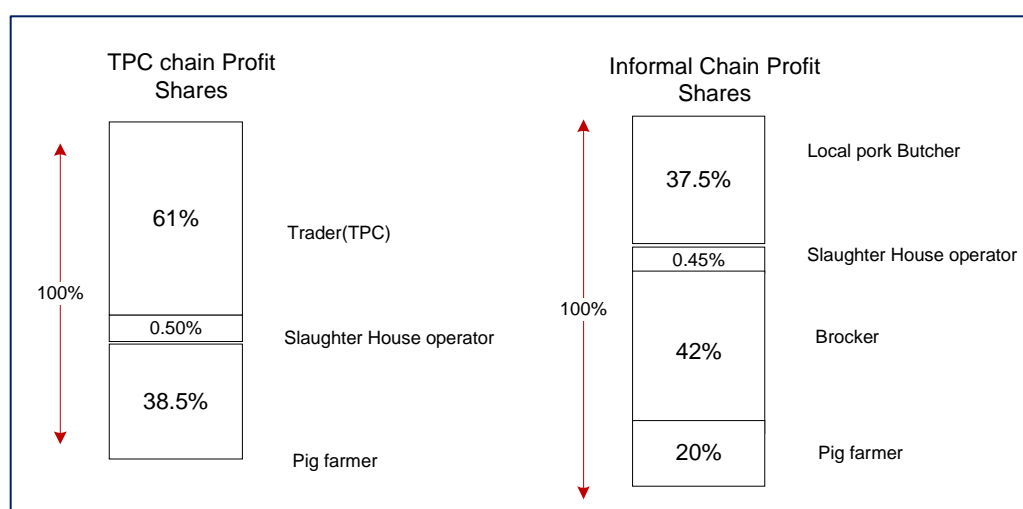 TPC chain Profit
Shares
61%
Trader(TPC)
100%
0.50%
Slaughter House operator
38.5%
Pig farmer
Informal Chain Profit
Shares
Local pork Butcher
37.5%
Slaughter House operator
0.45%
100%
Brocker
42%
20%
Pig farmer